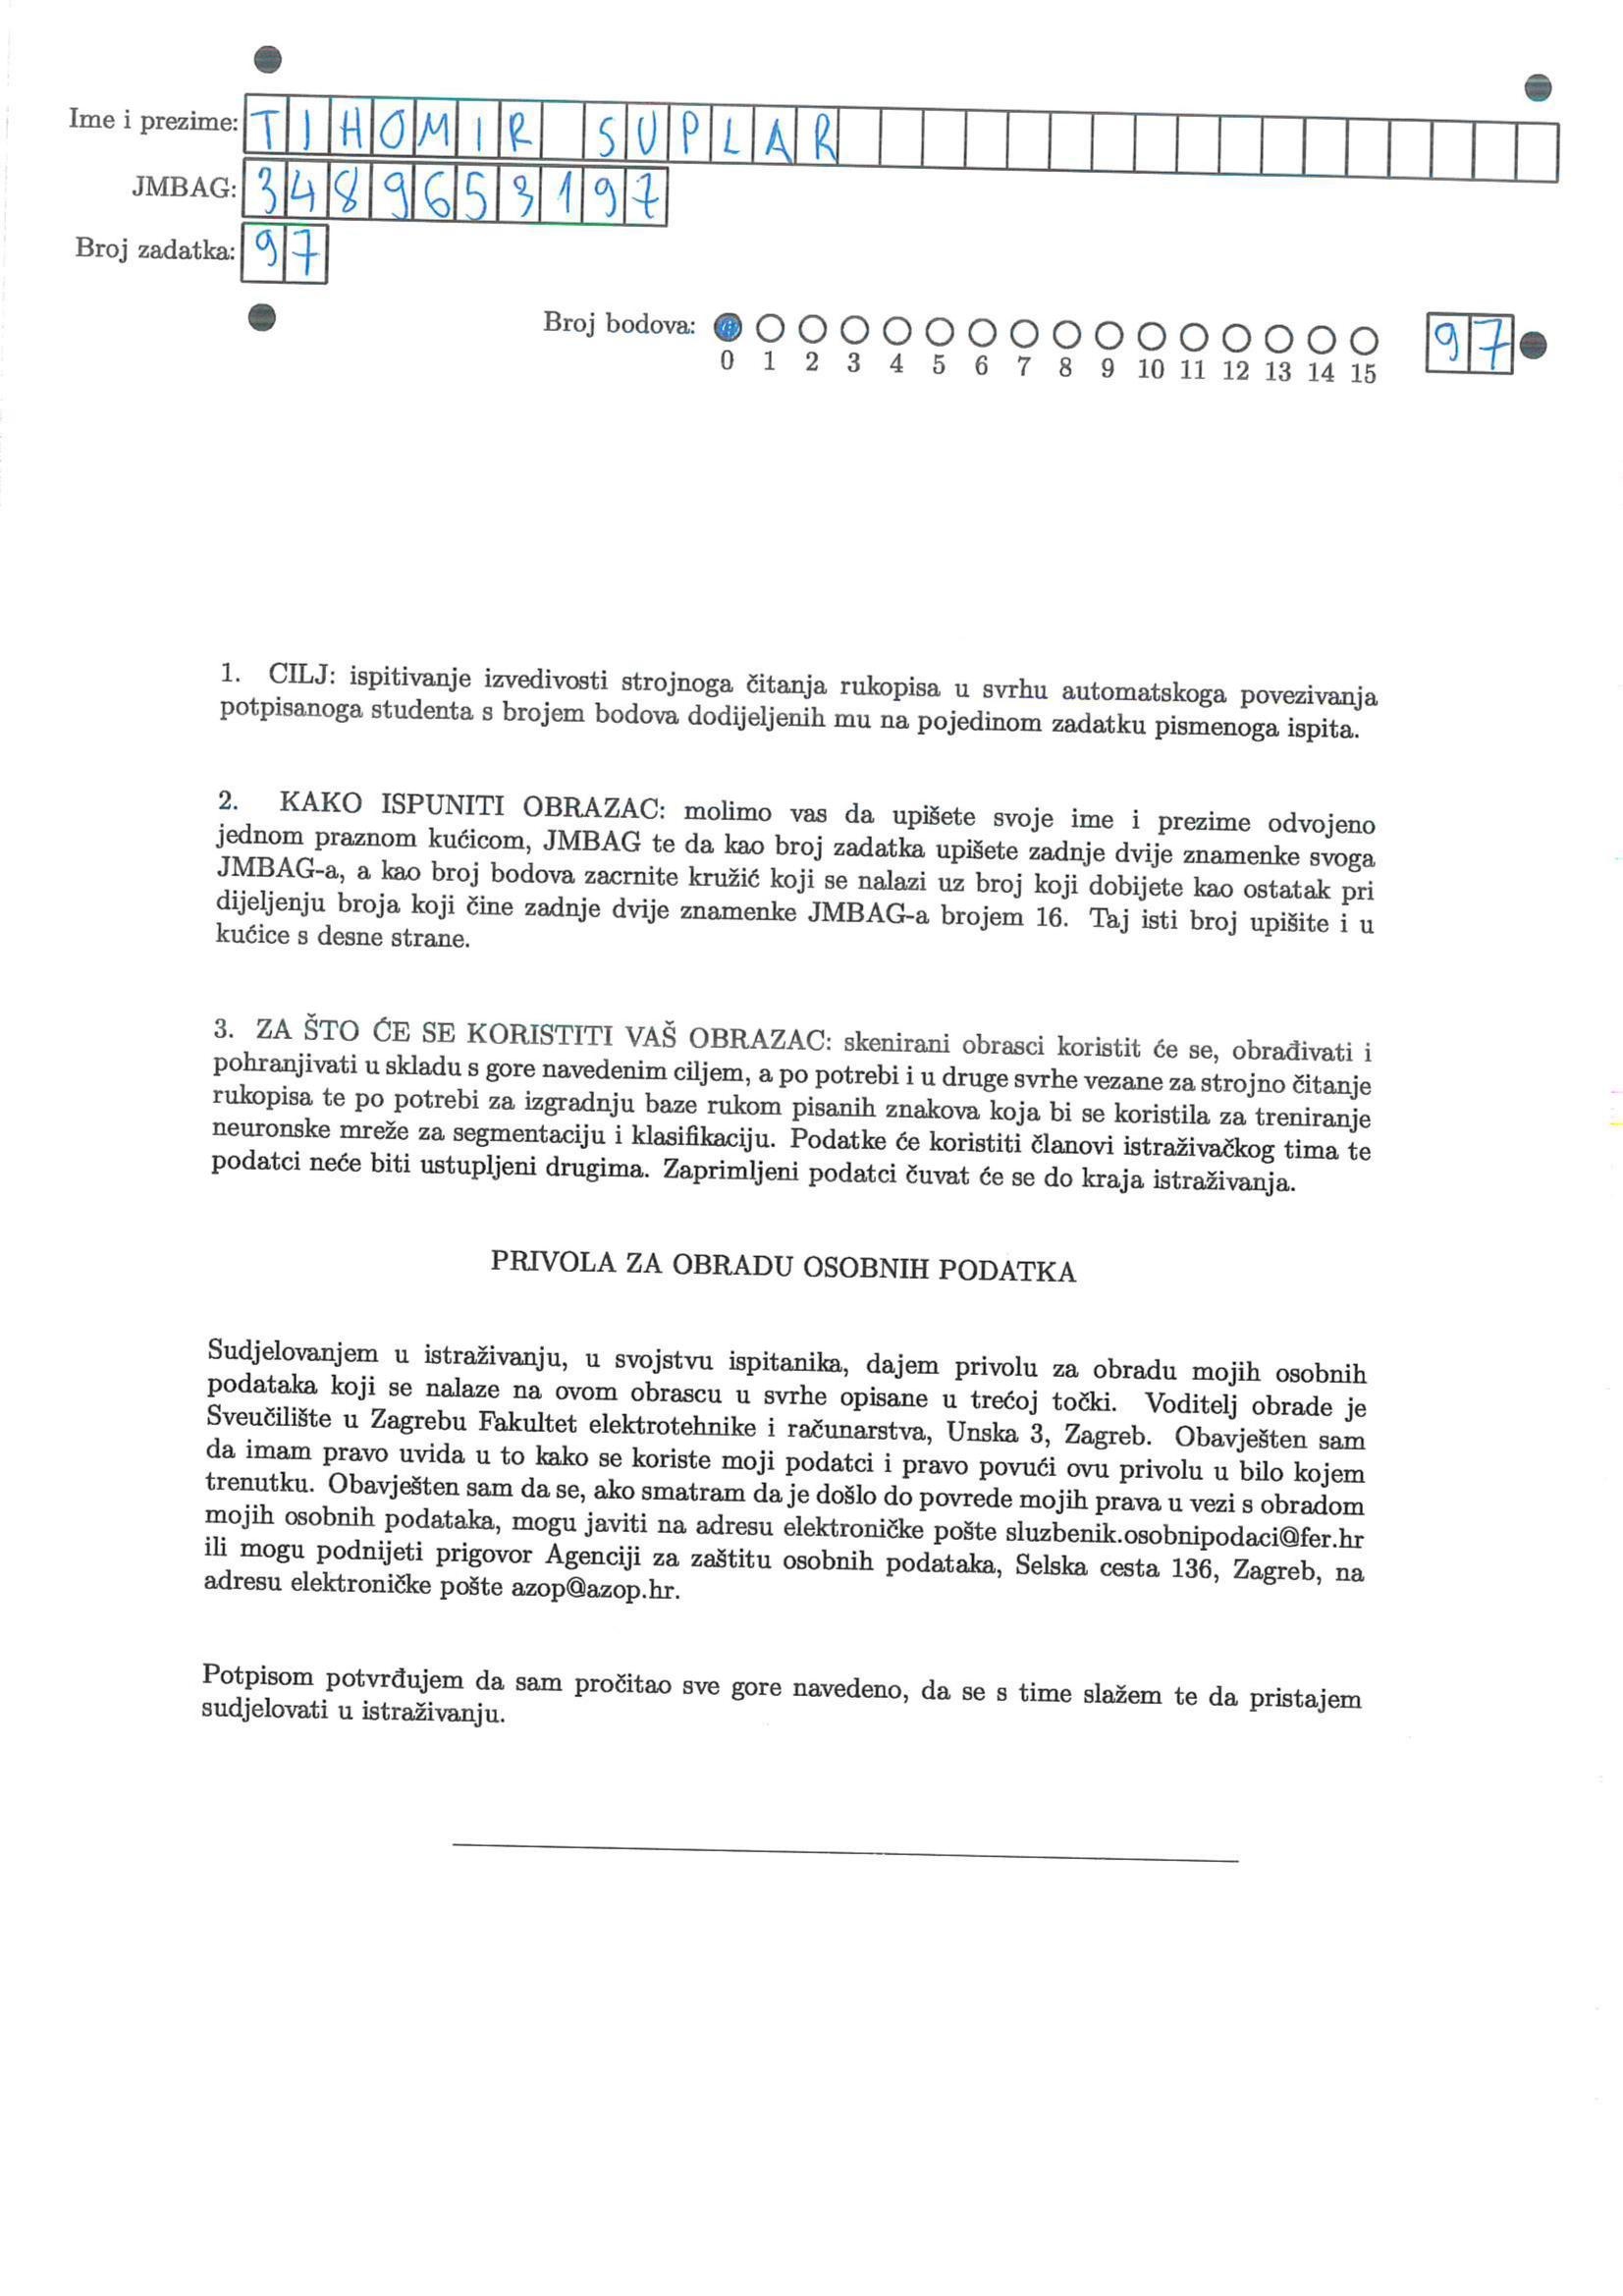 Ime i prezime: TIHOMIR SUPLAR
JMBAG: 3489653197
Broj zadatka: 97
Broj bodova: 97
0 1 2 3 4 5 6 7 8 9 10 11 12 13 14 15
1. CILJ: ispitivanje izvedivosti strojnoga čitanja rukopisa u svrhu automatskoga povezivanja
potpisanoga studenta s brojem bodova dodijeljenih mu na pojedinom zadatku pismenoga ispita.
2. KAKO ISPUNITI OBRAZAC: molimo vas da upišete svoje ime i prezime odvojeno
jednom praznom kućicom, JMBAG te da kao broj zadatka upišete zadnje dvije znamenke svoga
JMBAG-a, a kao broj bodova zacrnite kružić koji se nalazi uz broj koji dobijete kao ostatak pri
dijeljenju broja koji čine zadnje dvije znamenke JMBAG-a brojem 16. Taj isti broj upišite i u
kućice s desne strane.
3. ZA ŠTO ĆE SE KORISTITI VAŠ OBRAZAC: skenirani obrasci koristit će se, obrađivati i
pohranjivati u skladu s gore navedenim ciljem, a po potrebi i u druge svrhe vezane za strojno čitanje
rukopisa te po potrebi za izgradnju baze rukom pisanih znakova koja bi se koristila za treniranje
neuronske mreže za segmentaciju i klasifikaciju. Podatke će koristiti članovi istraživačkog tima te
podatci neće biti ustupljeni drugima. Zaprimljeni podatci čuvat će se do kraja istraživanja.
PRIVOLA ZA OBRADU OSOBNIH PODATKA
Sudjelovanjem u istraživanju, u svojstvu ispitanika, dajem privolu za obradu mojih osobnih
podataka koji se nalaze na ovom obrascu u svrhe opisane u trećoj točki. Voditelj obrade je
Sveučilište u Zagrebu Fakultet elektrotehnike i računarstva, Unska 3, Zagreb. Obavješten sam
da imam pravo uvida u to kako se koriste moji podatci i pravo povući ovu privolu u bilo kojem
trenutku. Obavješten sam da se, ako smatram da je došlo do povrede mojih prava u vezi s obradom
mojih osobnih podataka, mogu javiti na adresu elektroničke pošte sluzbenik.osobnipodaci@fer.hr
ili mogu podnijeti prigovor Agenciji za zaštitu osobnih podataka, Selska cesta 136, Zagreb, na
adresu elektroničke pošte azop@azop.hr.
Potpisom potvrđujem da sam pročitao sve gore navedeno, da se s time slažem te da pristajem
sudjelovati u istraživanju.